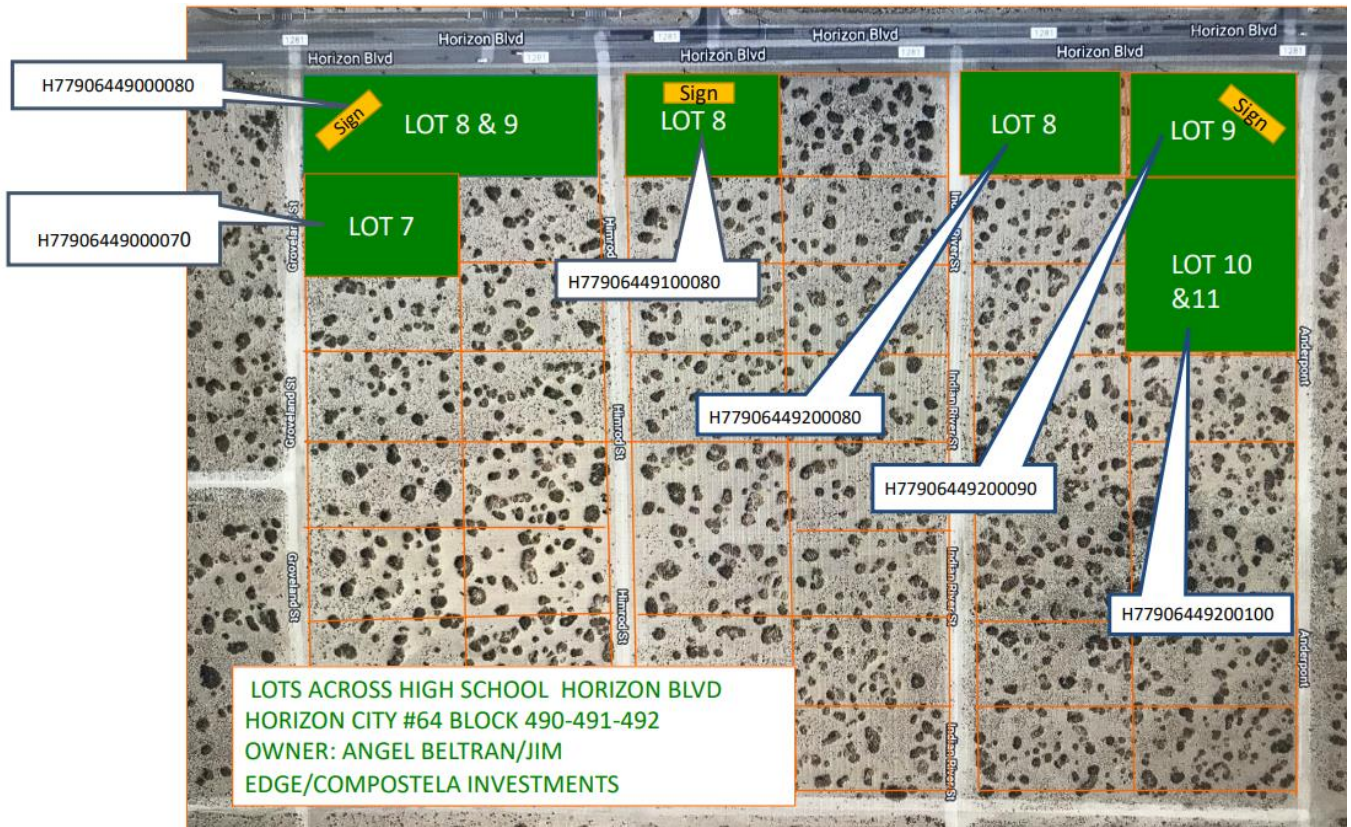 1281
Horizon Blvd
1281
Horizon Blvd
1281
Horizon Blvd
Horizon Blvd
1281
1281
Horizon Blvd
1281
H77906449000080
Sign
LOT 8 & 9
Sign
LOT 8
LOT 8
LOT 9
Sign
H77906449000070
LOT 7
Groveland St
H77906449100080
LOT 10
&11
Anderpont
Groveland St
Himrod St
H77906449200080
Indian River St
H77906449200090
Groveland St
Himrod St
Indian River St
H77906449200100
Anderpont
LOTS ACROSS HIGH SCHOOL HORIZON BLVD
HORIZON CITY #64 BLOCK 490-491-492
OWNER: ANGEL BELTRAN/JIM
EDGE/COMPOSTELA INVESTMENTS
Indian River St